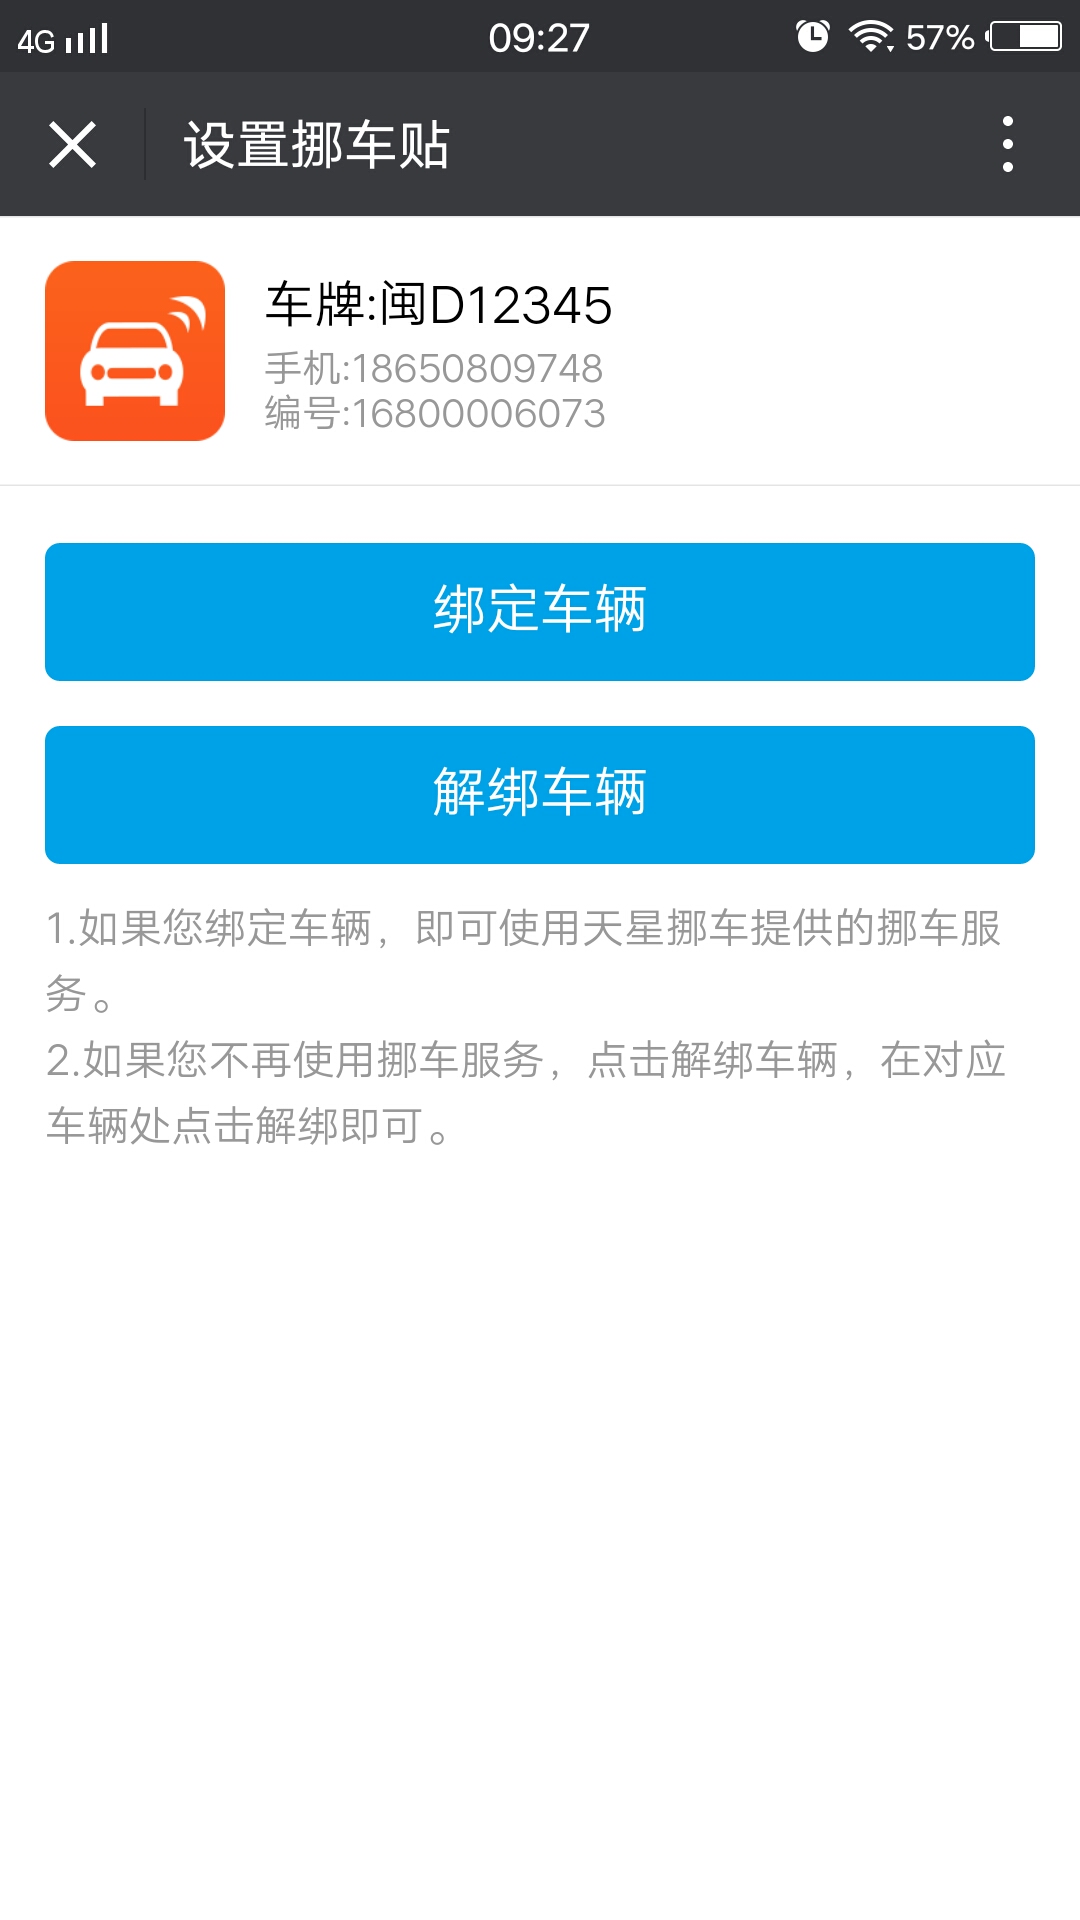 4G 09:27 57%
设置挪车贴
车牌:闽D12345
手机:18650809748
编号:16800006073
绑定车辆
解绑车辆
1.如果您绑定车辆，即可使用天星挪车提供的挪车服
务。
2.如果您不再使用挪车服务，点击解绑车辆，在对应
车辆处点击解绑即可。